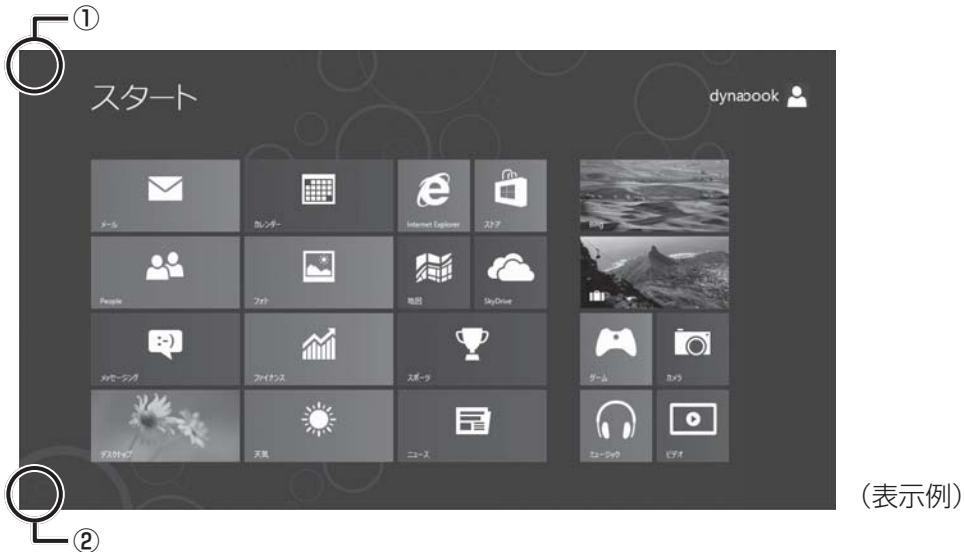 ①
スタート
dynabook
メール
カレンダー
Internet Explorer
ストア
Bing
People
フォト
地図
SkyDrive
メッセージング
ファイナンス
スポーツ
ゲーム
カメラ
デスクトップ
天気
ニュース
ミュージック
ビデオ
(表示例)
②